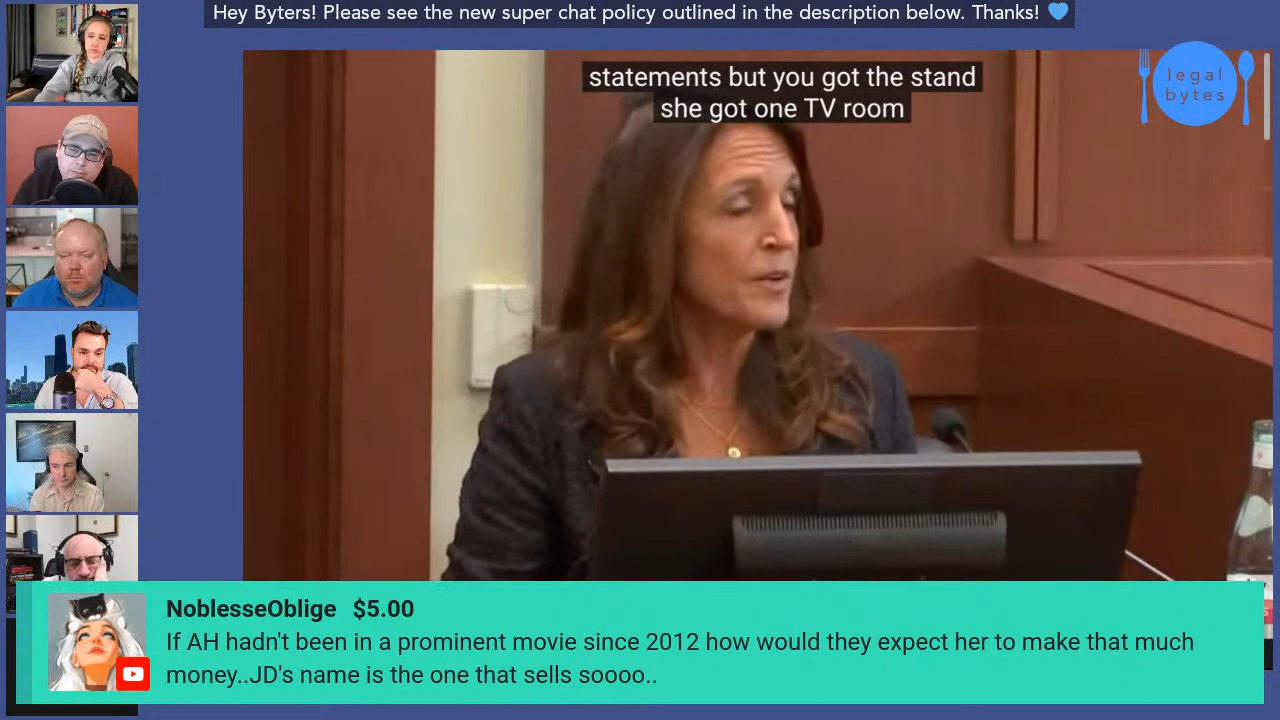 Hey Byters! Please see the new super chat policy outlined in the description below. Thanks! 💙
statements but you got the stand
she got one TV room
legal
bytes
NoblesseOblige $5.00
If AH hadn't been in a prominent movie since 2012 how would they expect her to make that much
money..JD's name is the one that sells soooo..